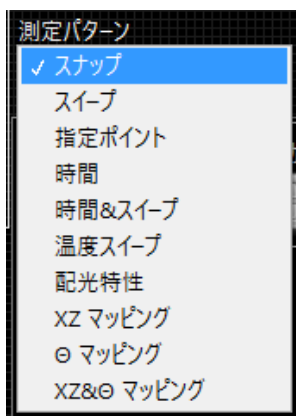 測定パターン
✓ スナップ
スイープ
指定ポイント
時間
時間&スイープ
温度スイープ
配光特性
XZ マッピング
Θ マッピング
XZ&Θ マッピング